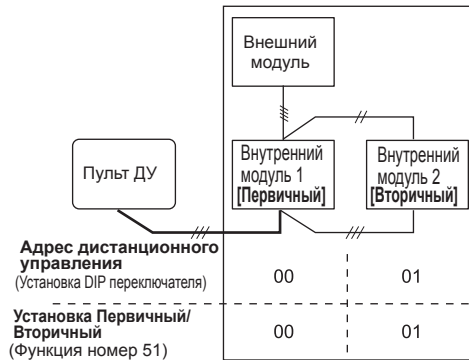 Внешний
модуль
Пульт ДУ
Внутренний
модуль 1
[Первичный]
Внутренний
модуль 2
[Вторичный]
Адрес дистанционного
управления
(Установка DIP переключателя)
00
01
Установка Первичный/
Вторичный
(Функция номер 51)
00
01